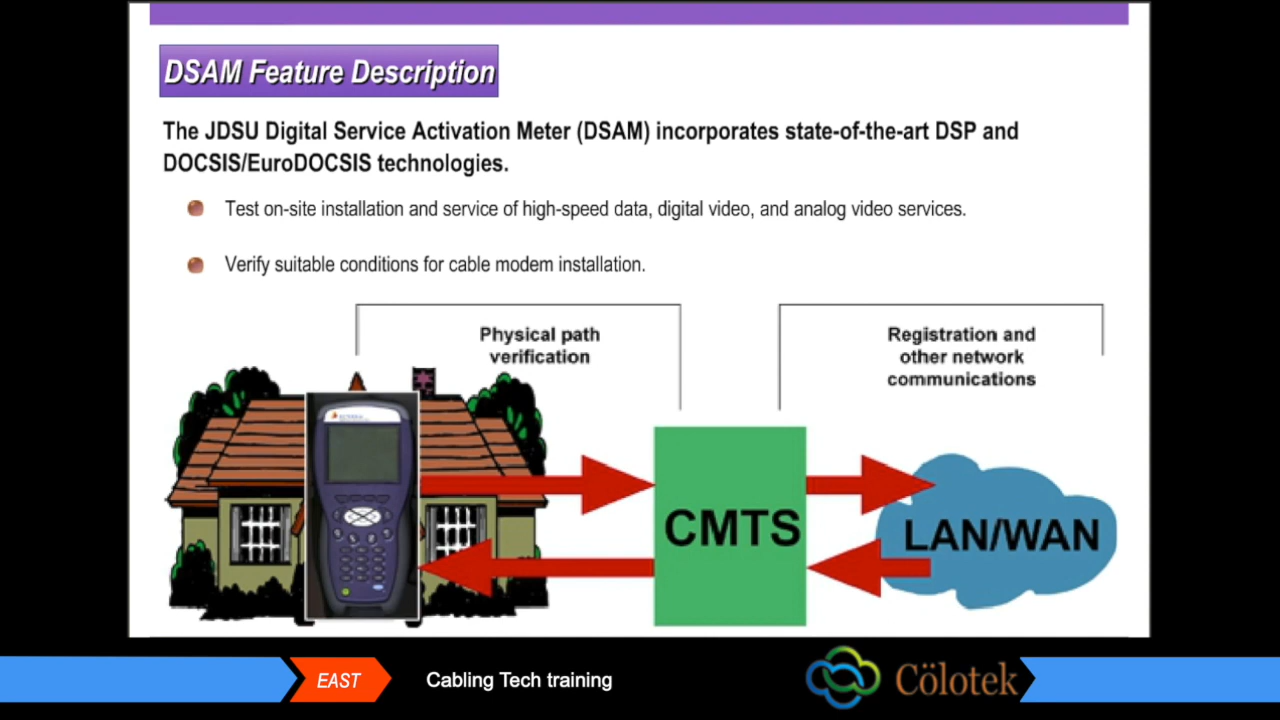 DSAM Feature Description
The JDSU Digital Service Activation Meter (DSAM) incorporates state-of-the-art DSP and
DOCSIS/EuroDOCSIS technologies.
Test on-site installation and service of high-speed data, digital video, and analog video services.
Verify suitable conditions for cable modem installation.
Physical path
verification
Registration and
other network
communications
CMTS
LAN/WAN
EAST
Cabling Tech training
Cölotek